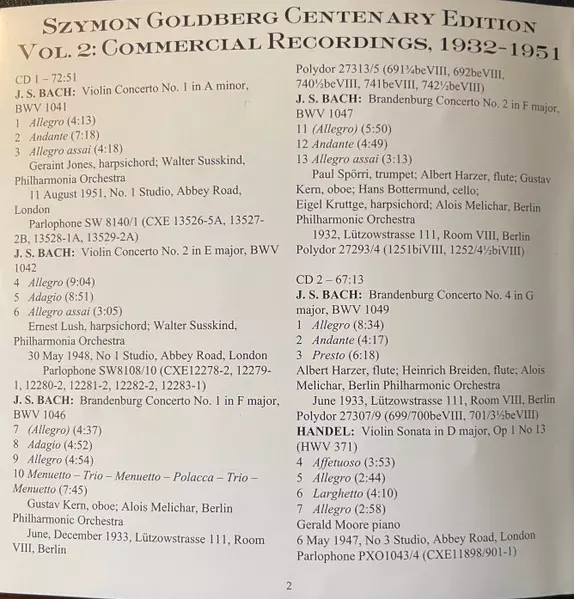 SZYMON GOLDBERG CENTENARY EDITION
VOL. 2: COMMERCIAL RECORDINGS, 1932-1951
CD 1 – 72:51
J. S. BACH: Violin Concerto No. 1 in A minor,
BWV 1041
1 Allegro (4:13)
2 Andante (7:18)
3 Allegro assai (4:18)
Geraint Jones, harpsichord; Walter Susskind,
Philharmonia Orchestra
11 August 1951, No. 1 Studio, Abbey Road,
London
Parlophone SW 8140/1 (CXE 13526-5A, 13527-
2B, 13528-1A, 13529-2A)
J. S. BACH: Violin Concerto No. 2 in E major, BWV
1042
4 Allegro (9:04)
5 Adagio (8:51)
6 Allegro assai (3:05)
Ernest Lush, harpsichord; Walter Susskind,
Philharmonia Orchestra
30 May 1948, No 1 Studio, Abbey Road, London
Parlophone SW8108/10 (CXE12278-2, 12279-
1, 12280-2, 12281-2, 12282-2, 12283-1)
J. S. BACH: Brandenburg Concerto No. 1 in F major,
BWV 1046
7 (Allegro) (4:37)
8 Adagio (4:52)
9 Allegro (4:54)
10 Menuetto – Trio – Menuetto – Polacca – Trio –
Menuetto (7:45)
Gustav Kern, oboe; Alois Melichar, Berlin
Philharmonic Orchestra
June, December 1933, Lützowstrasse 111, Room
VIII, Berlin
Polydor 27313/5 (691¾beVIII, 692beVIII,
740½beVIII, 741beVIII, 742½beVIII)
J. S. BACH: Brandenburg Concerto No. 2 in F major,
BWV 1047
11 (Allegro) (5:50)
12 Andante (4:49)
13 Allegro assai (3:13)
Paul Spörri, trumpet; Albert Harzer, flute; Gustav
Kern, oboe; Hans Bottermund, cello;
Eigel Kruttge, harpsichord; Alois Melichar, Berlin
Philharmonic Orchestra
1932, Lützowstrasse 111, Room VIII, Berlin
Polydor 27293/4 (1251biVIII, 1252/4½biVIII)
CD 2 – 67:13
J. S. BACH: Brandenburg Concerto No. 4 in G
major, BWV 1049
1 Allegro (8:34)
2 Andante (4:17)
3 Presto (6:18)
Albert Harzer, flute; Heinrich Breiden, flute; Alois
Melichar, Berlin Philharmonic Orchestra
June 1933, Lützowstrasse 111, Room VIII, Berlin
Polydor 27307/9 (699/700beVIII, 701/3½beVIII)
HANDEL: Violin Sonata in D major, Op 1 No 13
(HWV 371)
4 Affetuoso (3:53)
5 Allegro (2:44)
6 Larghetto (4:10)
7 Allegro (2:58)
Gerald Moore piano
6 May 1947, No 3 Studio, Abbey Road, London
Parlophone PXO1043/4 (CXE11898/901-1)
2